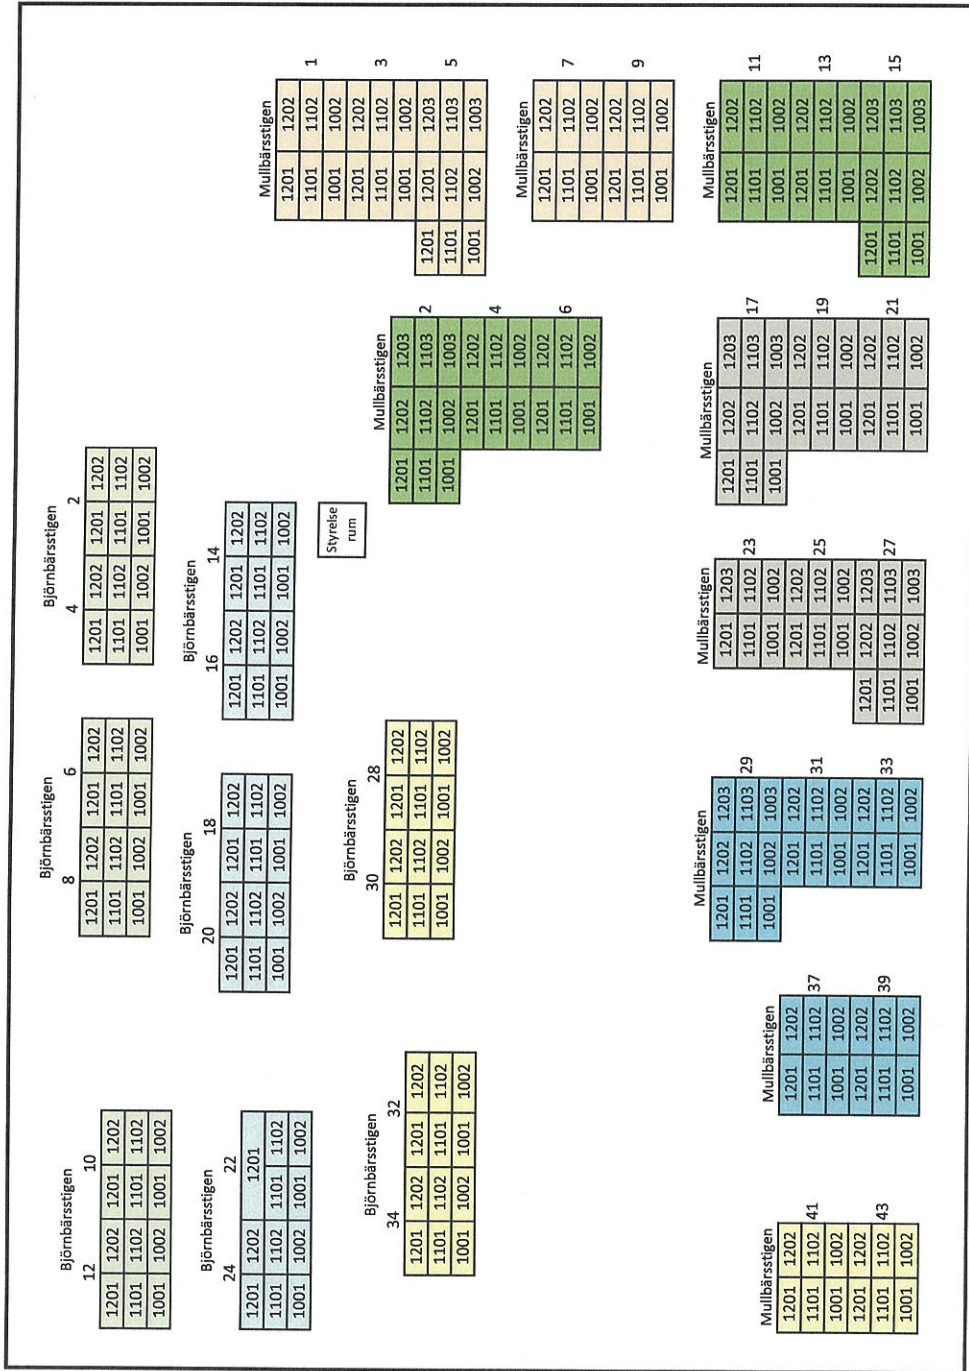 Björnbärsstigen
12 10
1201 1202 1201 1202
1101 1102 1101 1102
1001 1002 1001 1002
Björnbärsstigen
8 6
1201 1202 1201 1202
1101 1102 1101 1102
1001 1002 1001 1002
Björnbärsstigen
4 2
1201 1202 1201 1202
1101 1102 1101 1102
1001 1002 1001 1002
Björnbärsstigen
24 22
1201 1202 1201
1101 1102 1101 1102
1001 1002 1001 1002
Björnbärsstigen
20 18
1201 1202 1201 1202
1101 1102 1101 1102
1001 1002 1001 1002
Björnbärsstigen
16 14
1201 1202 1201 1202
1101 1102 1101 1102
1001 1002 1001 1002
Styrelse
rum
Mullbärsstigen
1201 1202
1101 1102 1
1001 1002
1201 1202
1101 1102 3
1001 1002
1201 1201 1203
1101 1102 1103 5
1001 1002 1003
Björnbärsstigen
34 32
1201 1202 1201 1202
1101 1102 1101 1102
1001 1002 1001 1002
Björnbärsstigen
30 28
1201 1202 1201 1202
1101 1102 1101 1102
1001 1002 1001 1002
Mullbärsstigen
1201 1202 1203
1101 1102 1103 2
1001 1002 1003
1201 1202
1101 1102 4
1001 1002
1201 1202
1101 1102 6
1001 1002
Mullbärsstigen
1201 1202
1101 1102 7
1001 1002
1201 1202
1101 1102 9
1001 1002
Mullbärsstigen
1201 1202
1101 1102 41
1001 1002
1201 1202
1101 1102 43
1001 1002
Mullbärsstigen
1201 1202
1101 1102 37
1001 1002
1201 1202
1101 1102 39
1001 1002
Mullbärsstigen
1201 1202 1203
1101 1102 1103 29
1001 1002 1003
1201 1202
1101 1102 31
1001 1002
1201 1202
1101 1102 33
1001 1002
Mullbärsstigen
1201 1203
1101 1102 23
1001 1002
1201 1202
1101 1102 25
1001 1002
1201 1202 1203
1101 1102 1103 27
1001 1002 1003
Mullbärsstigen
1201 1202 1203
1101 1102 1103 17
1001 1002 1003
1201 1202
1101 1102 19
1001 1002
1201 1202
1101 1102 21
1001 1002
Mullbärsstigen
1201 1202
1101 1102 11
1001 1002
1201 1202
1101 1102 13
1001 1002
1201 1202 1203
1101 1102 1103 15
1001 1002 1003